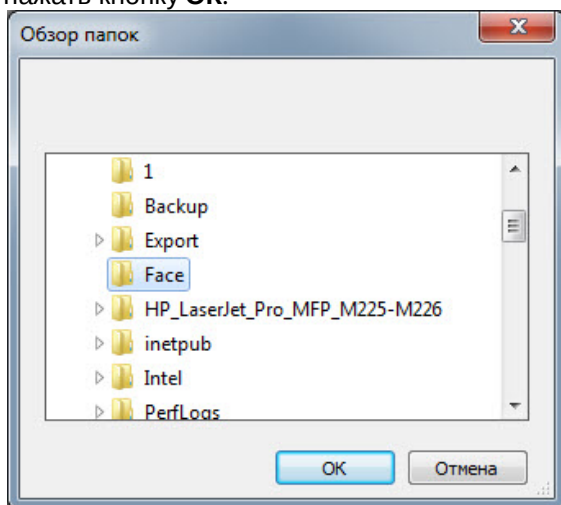 нажать кнопку ОК.
Обзор папок
1
Backup
Export
Face
HP_LaserJet_Pro_MFP_M225-M226
inetpub
Intel
PerfLogs
ОК
Отмена